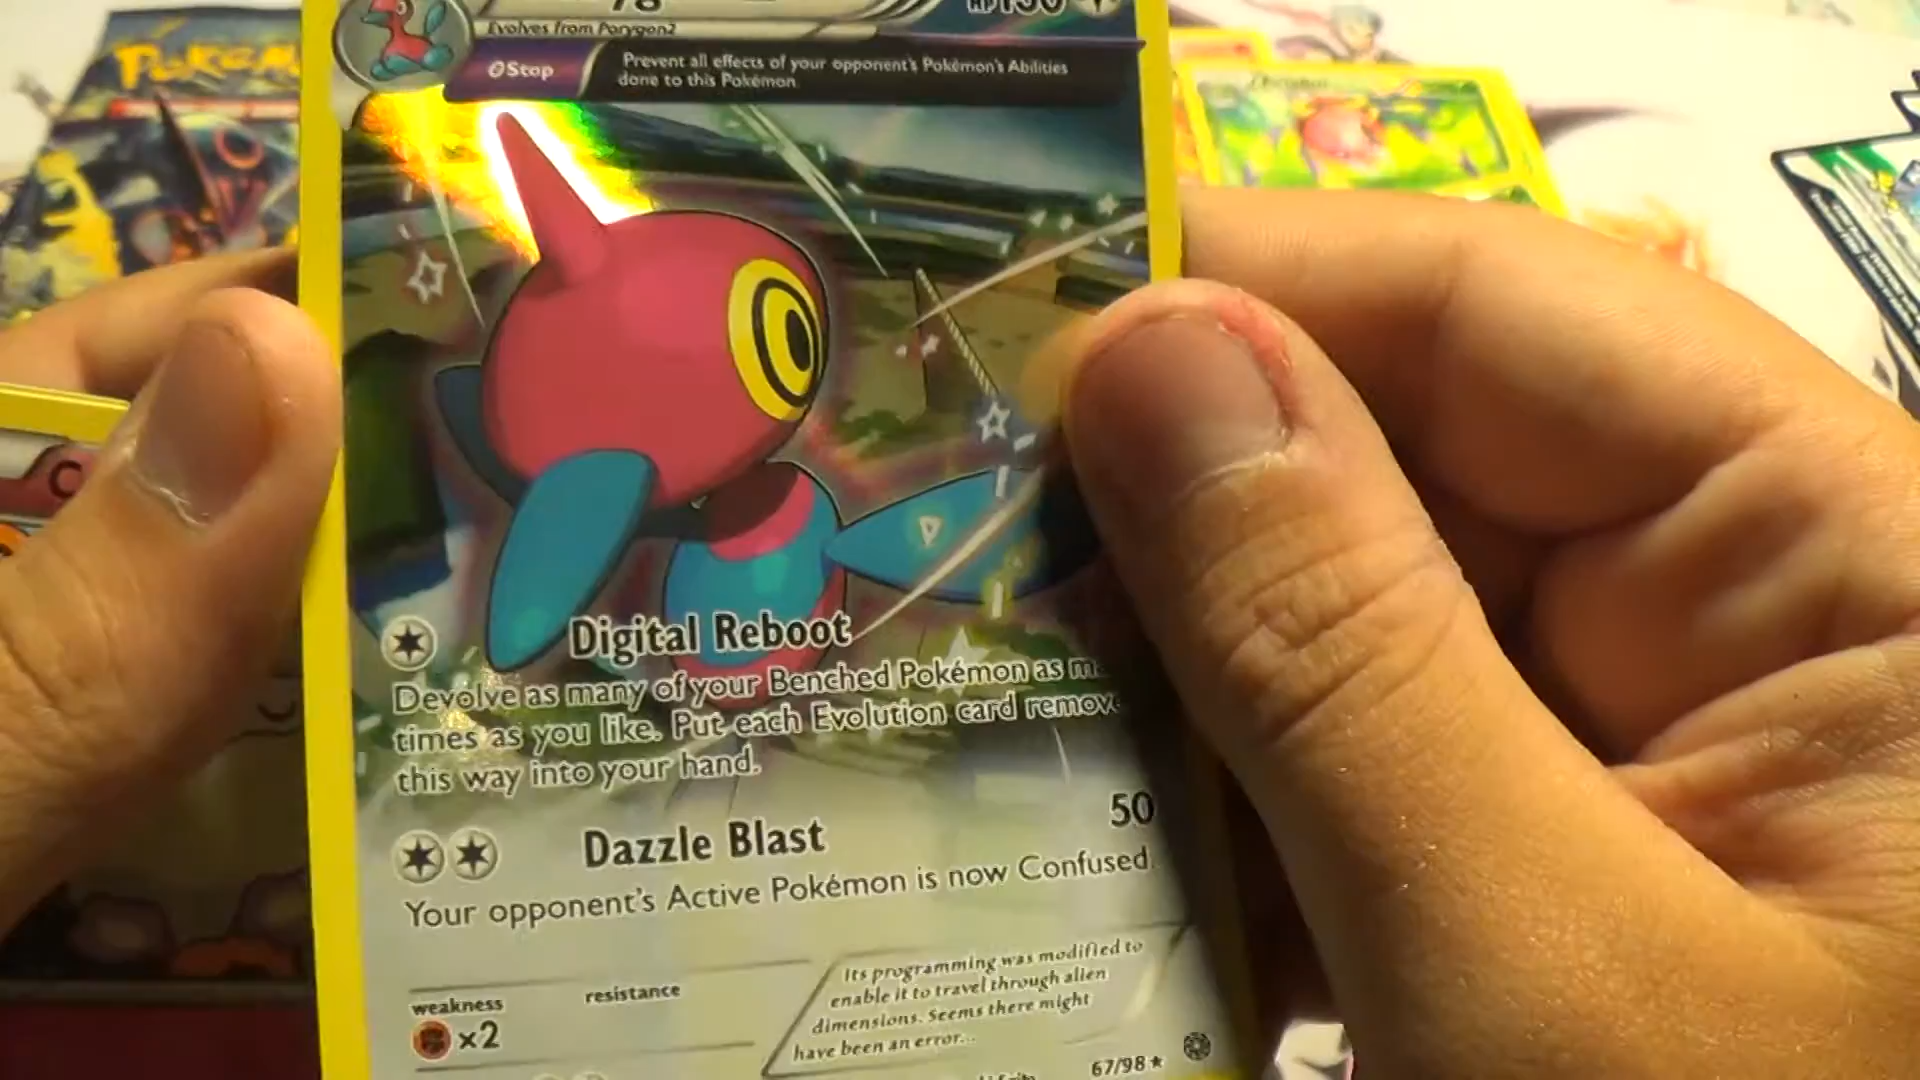 Evolves from Porygon2
θStop
Prevent all effects of your opponent's Pokémon's Abilities
done to this Pokémon.
Digital Reboot
Devolve as many of your Benched Pokémon as
times as you like. Put each Evolution card
this way into your hand.
Dazzle Blast 50
Your opponent's Active Pokémon is now Confused.
weakness
resistance
×2
Its programming was modified to
enable it to travel through alien
dimensions. Seems there might
have been an error...
67/98 ★